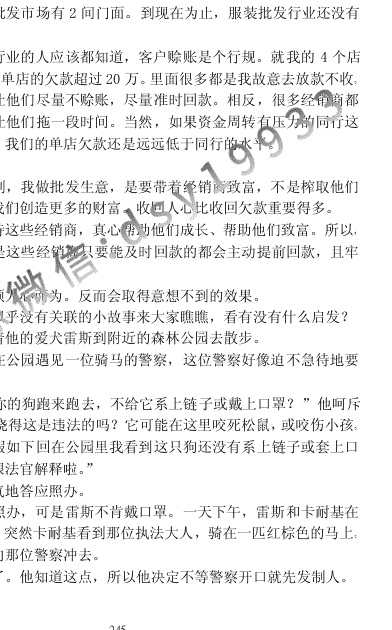 比发市场有 2 间门面。到现在为止，服装批发行业还没有
行业的人应该都知道，客户赊账是个行规。就我的 4 个店
单店的欠款超过 20 万。里面很多都是我故意去放款不收，
让他们尽量不赊账，尽量准时回款。相反，很多经销商都
让他们拖一段时间。当然，如果资金周转有压力的同行这
我们的单店欠款还是远远低于同行的水平。
则，我做批发生意，是要带着经销商致富，不是榨取他们
我们创造更多的财富，收回人心比收回欠款重要得多。
待这些经销商，真心帮助他们成长、帮助他们致富。所以，
是这些经销商只要能及时回款的都会主动提前回款，且牢
而为。反而会取得意想不到的效果。
似乎没有关联的小故事来大家瞧瞧，看有没有什么启发？
着他的爱犬雷斯到附近的森林公园去散步。
在公园遇见一位骑马的警察，这位警察好像迫不急待地要
你的狗跑来跑去，不给它系上链子或戴上口罩？”他呵斥
晓得这是违法的吗？它可能在这里咬死松鼠，或咬伤小孩，
假如下回在公园里我看到这只狗还没有系上链子或套上口
跟法官解释啦。”
气地答应照办。
照办，可是雷斯不肯戴口罩。一天下午，雷斯和卡耐基在
突然卡耐基看到那位执法大人，骑在一匹红棕色的马上，
向那位警察冲去。
了。他知道这点，所以他决定不等警察开口就先发制人。
245
微信：dsy19933